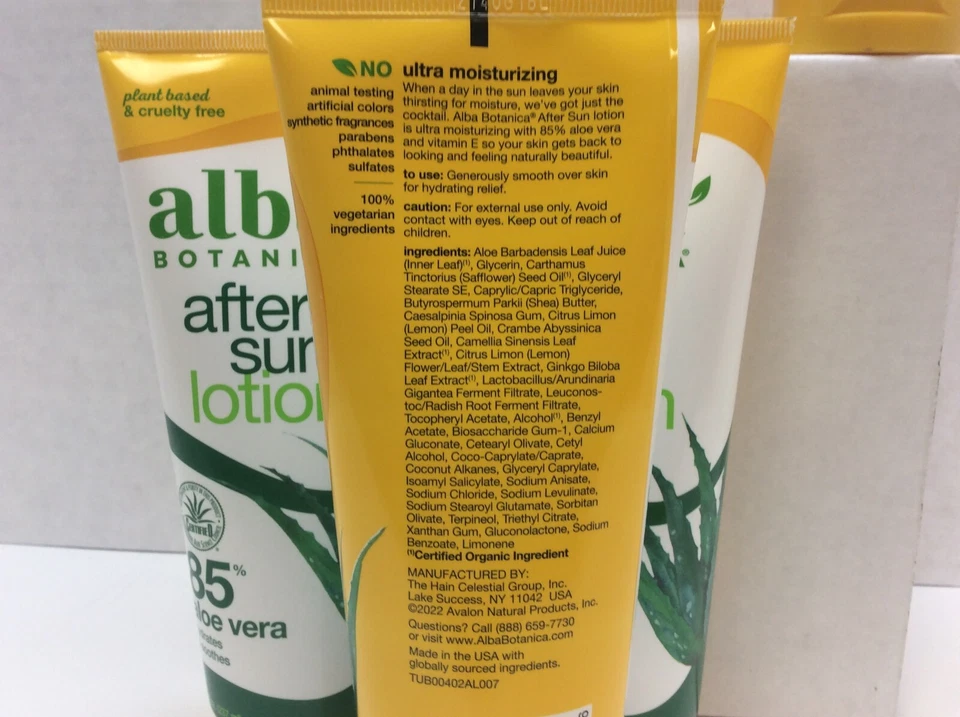 plant based
& cruelty free
alb
BOTANI
after
sun
lotion
CERTIFIED
85%
aloe vera
NO
animal testing
artificial colors
synthetic fragrances
parabens
phthalates
sulfates
100%
vegetarian
ingredients
ultra moisturizing
When a day in the sun leaves your skin
thirsting for moisture, we've got just the
cocktail. Alba Botanica® After Sun lotion
is ultra moisturizing with 85% aloe vera
and vitamin E so your skin gets back to
looking and feeling naturally beautiful.
to use: Generously smooth over skin
for hydrating relief.
caution: For external use only. Avoid
contact with eyes. Keep out of reach of
children.
ingredients: Aloe Barbadensis Leaf Juice
(Inner Leaf)⁽¹⁾, Glycerin, Carthamus
Tinctorius (Safflower) Seed Oil⁽¹⁾, Glyceryl
Stearate SE, Caprylic/Capric Triglyceride,
Butyrospermum Parkii (Shea) Butter,
Caesalpinia Spinosa Gum, Citrus Limon
(Lemon) Peel Oil, Crambe Abyssinica
Seed Oil, Camellia Sinensis Leaf
Extract⁽¹⁾, Citrus Limon (Lemon)
Flower/Leaf/Stem Extract, Ginkgo Biloba
Leaf Extract⁽¹⁾, Lactobacillus/Arundinaria
Gigantea Ferment Filtrate, Leuconos-
toc/Radish Root Ferment Filtrate,
Tocopheryl Acetate, Alcohol⁽¹⁾, Benzyl
Acetate, Biosaccharide Gum-1, Calcium
Gluconate, Cetearyl Olivate, Cetyl
Alcohol, Coco-Caprylate/Caprate,
Coconut Alkanes, Glyceryl Caprylate,
Isoamyl Salicylate, Sodium Anisate,
Sodium Chloride, Sodium Levulinate,
Sodium Stearoyl Glutamate, Sorbitan
Olivate, Terpineol, Triethyl Citrate,
Xanthan Gum, Gluconolactone, Sodium
Benzoate, Limonene
⁽¹⁾Certified Organic Ingredient
MANUFACTURED BY:
The Hain Celestial Group, Inc.
Lake Success, NY 11042 USA
©2022 Avalon Natural Products, Inc.
Questions? Call (888) 659-7730
or visit www.AlbaBotanica.com
Made in the USA with
globally sourced ingredients.
TUB00402AL007